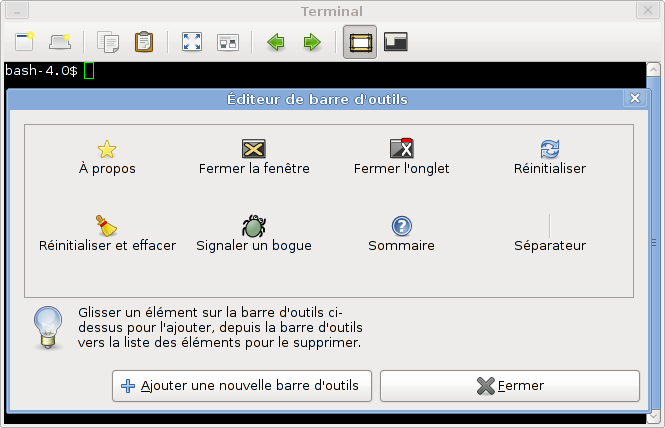 Terminal
bash-4.0$
Éditeur de barre d'outils
À propos
Fermer la fenêtre
Fermer l'onglet
Réinitialiser
Réinitialiser et effacer
Signaler un bogue
Sommaire
Séparateur
Glisser un élément sur la barre d'outils ci-
dessus pour l'ajouter, depuis la barre d'outils
vers la liste des éléments pour le supprimer.
Ajouter une nouvelle barre d'outils
Fermer